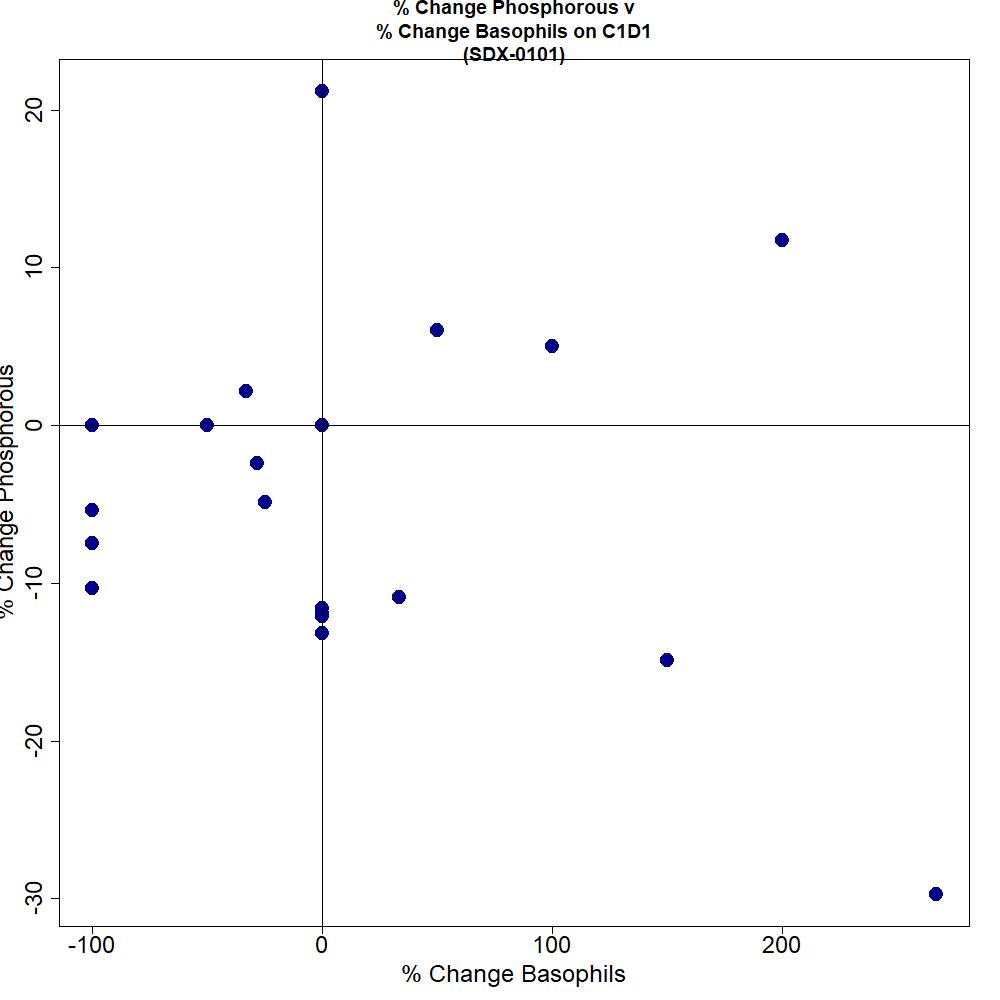 % Change Phosphorous v
% Change Basophils on C1D1
(SDX-0101)
20
10
0
-10
-20
-30
% Change Phosphorous
-100 0 100 200
% Change Basophils